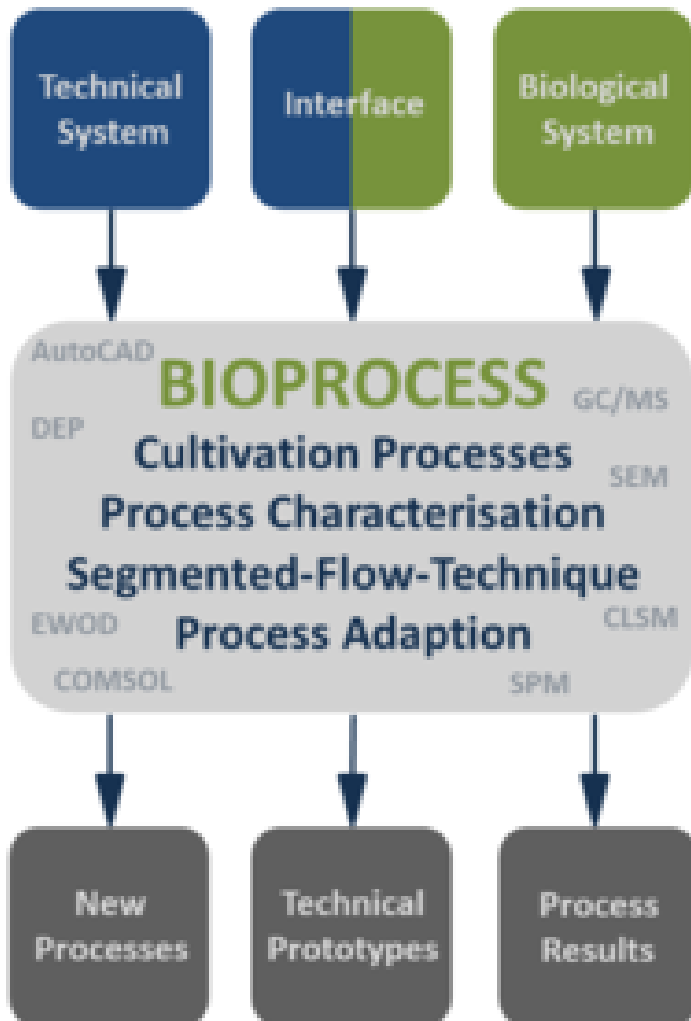 Technical
System
Interface
Biological
System
AutoCAD
BIOPROCESS
GC/MS
DEP
Cultivation Processes
SEM
Process Characterisation
Segmented-Flow-Technique
EWOD
CLSM
Process Adaption
COMSOL
SPM
New
Processes
Technical
Prototypes
Process
Results